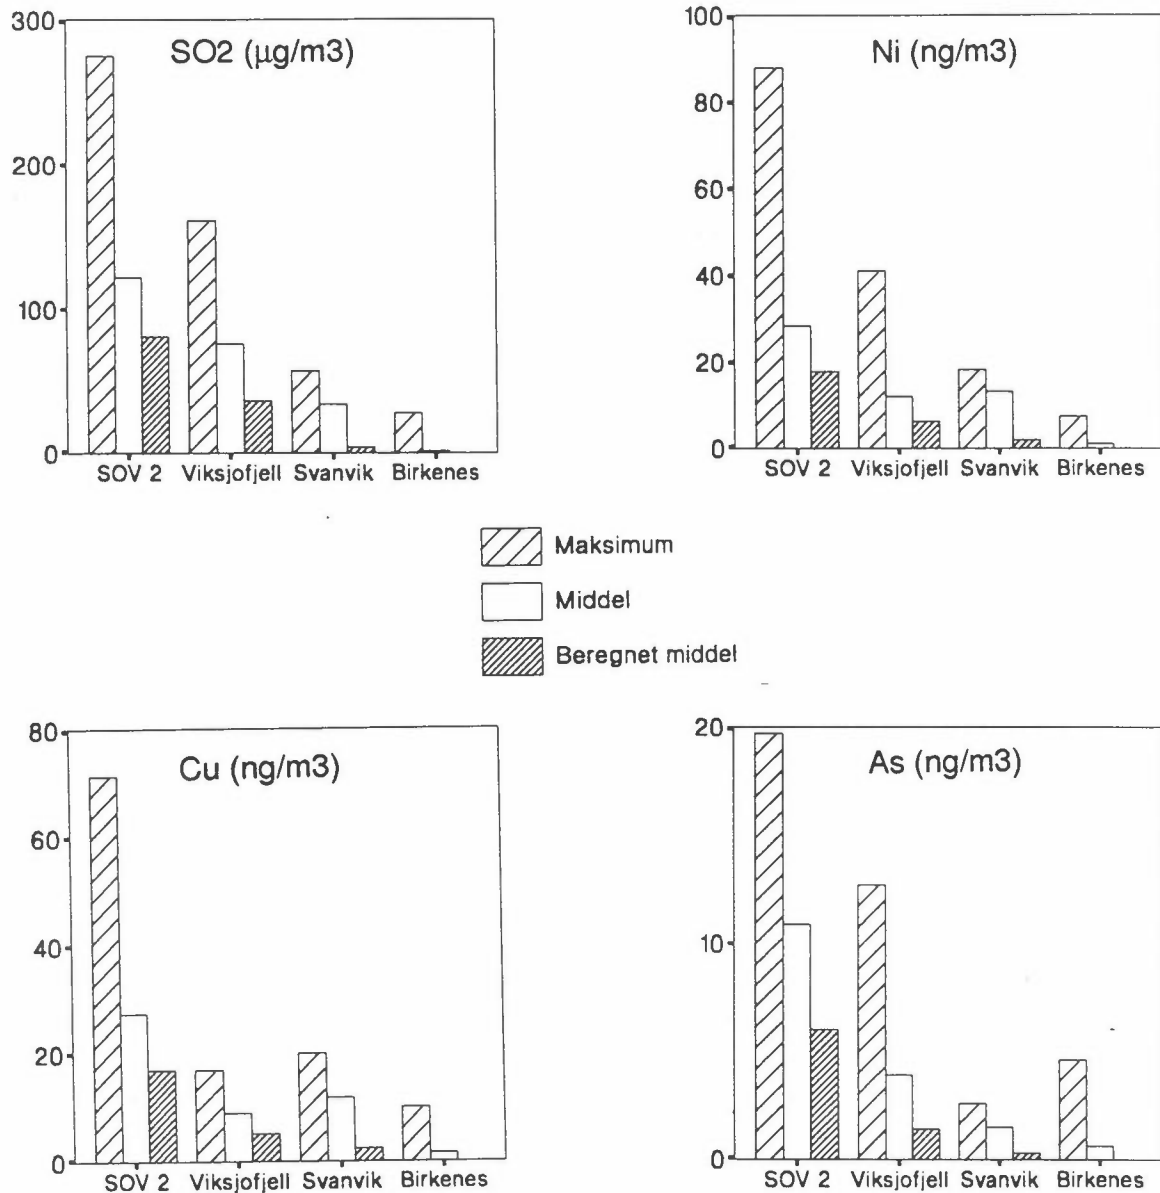 SO2 (µg/m3)
300
200
100
0
SOV 2 Viksjofjell Svanvik Birkenes
Ni (ng/m3)
100
80
60
40
20
0
SOV 2 Viksjofjell Svanvik Birkenes
Maksimum
Middel
Beregnet middel
Cu (ng/m3)
80
60
40
20
0
SOV 2 Viksjofjell Svanvik Birkenes
As (ng/m3)
20
10
0
SOV 2 Viksjofjell Svanvik Birkenes